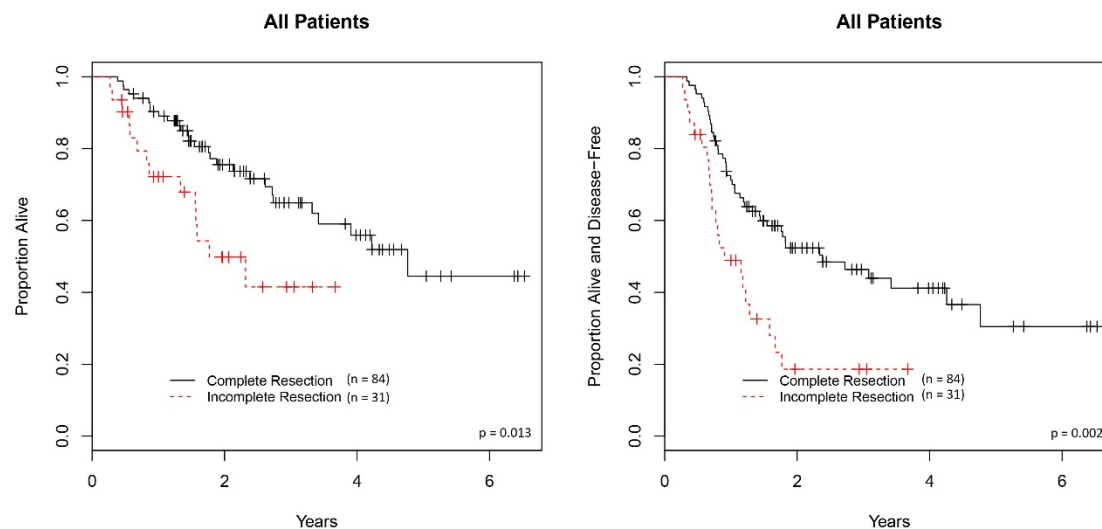 All Patients
Proportion Alive
1.0
0.8
0.6
0.4
0.2
0.0
Complete Resection (n = 84)
Incomplete Resection (n = 31)
p = 0.013
0 2 4 6
Years
All Patients
Proportion Alive and Disease-Free
1.0
0.8
0.6
0.4
0.2
0.0
Complete Resection (n = 84)
Incomplete Resection (n = 31)
p = 0.002
0 2 4 6
Years